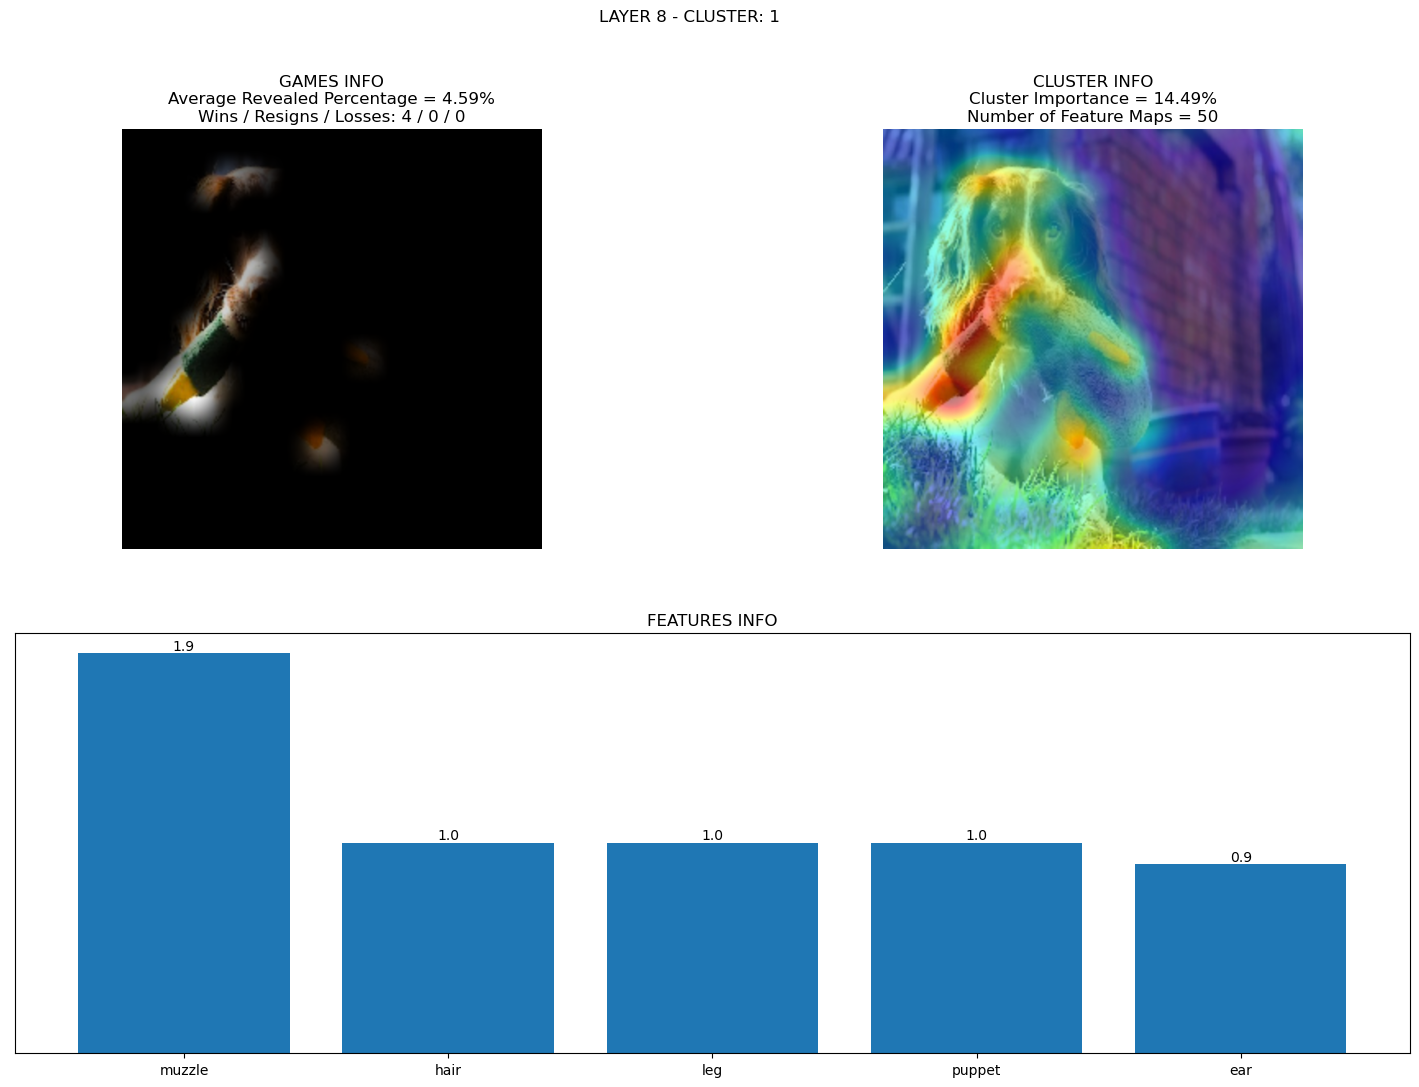 LAYER 8 - CLUSTER: 1
GAMES INFO
Average Revealed Percentage = 4.59%
Wins / Resigns / Losses: 4 / 0 / 0
CLUSTER INFO
Cluster Importance = 14.49%
Number of Feature Maps = 50
FEATURES INFO
1.9
1.0
1.0
1.0
0.9
muzzle
hair
leg
puppet
ear